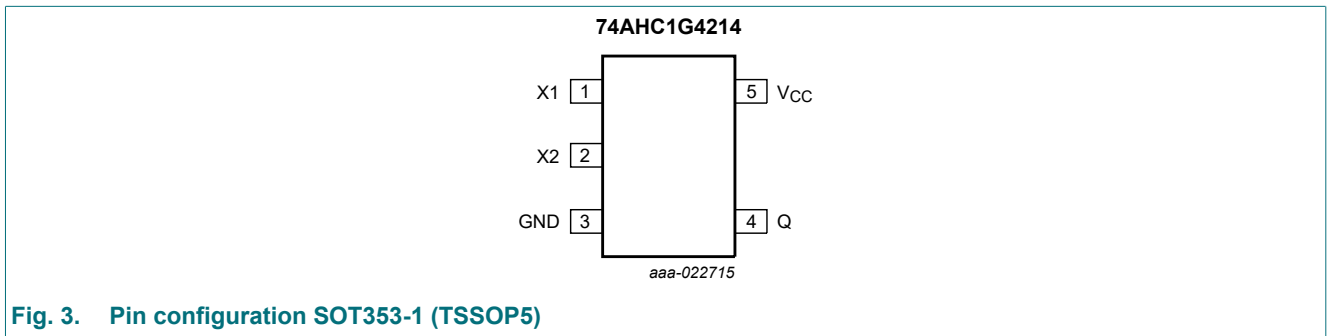 74AHC1G4214
X1 1 5 VCC
X2 2
GND 3 4 Q
aaa-022715
Fig. 3. Pin configuration SOT353-1 (TSSOP5)